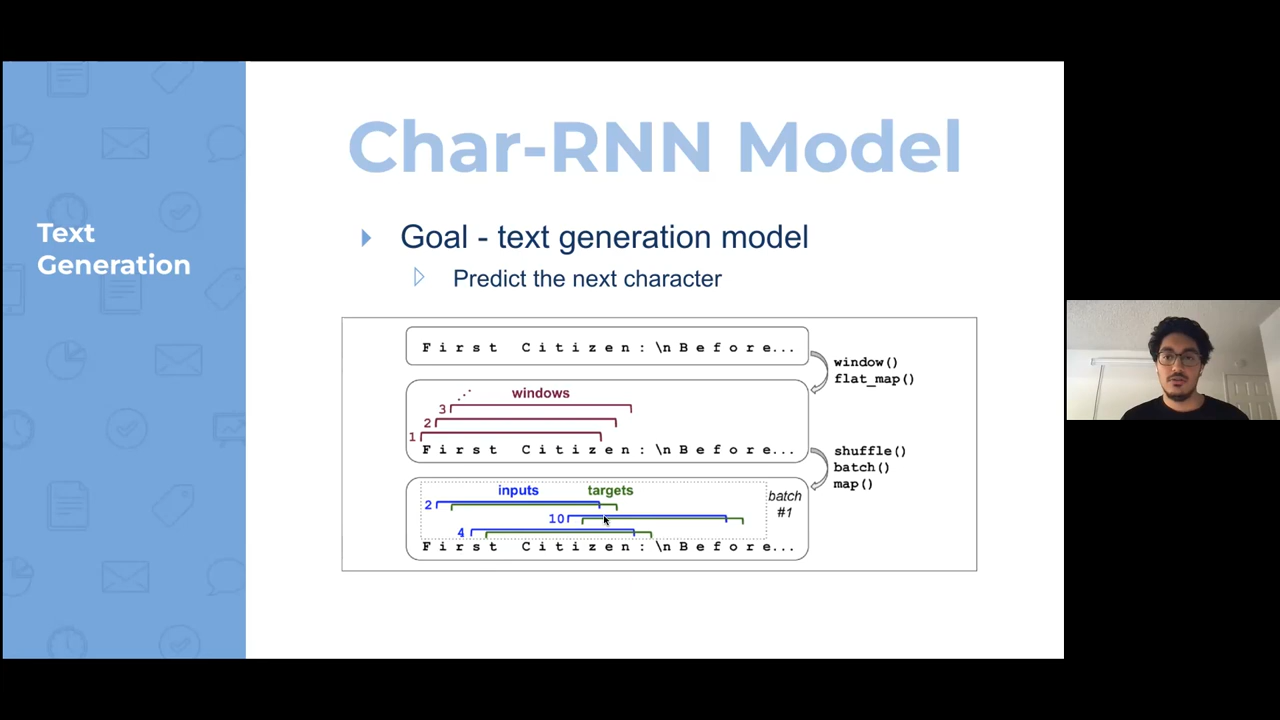 Text
Generation
Char-RNN Model
Goal - text generation model
Predict the next character
First Citizen:\nBefore...
window()
flat_map()
windows
3
2
1
First Citizen:\nBefore...
shuffle()
batch()
map()
inputs targets
2
10
4
batch
#1
First Citizen:\nBefore...